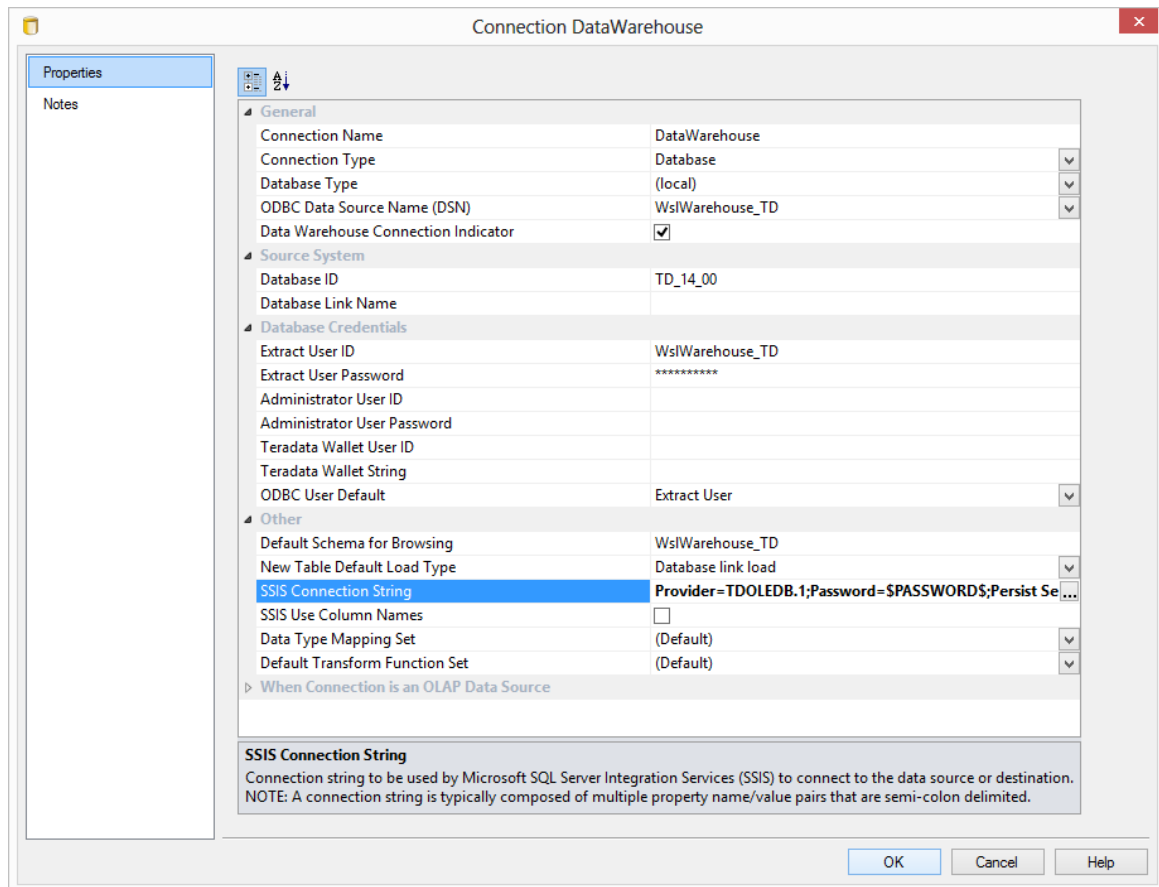 Connection DataWarehouse
Properties
Notes
General
Connection Name DataWarehouse
Connection Type Database
Database Type (local)
ODBC Data Source Name (DSN) WslWarehouse_TD
Data Warehouse Connection Indicator
Source System
Database ID TD_14_00
Database Link Name
Database Credentials
Extract User ID WslWarehouse_TD
Extract User Password **********
Administrator User ID
Administrator User Password
Teradata Wallet User ID
Teradata Wallet String
ODBC User Default Extract User
Other
Default Schema for Browsing WslWarehouse_TD
New Table Default Load Type Database link load
SSIS Connection String Provider=TDOLEDB.1;Password=$PASSWORD$;Persist Se...
SSIS Use Column Names
Data Type Mapping Set (Default)
Default Transform Function Set (Default)
When Connection is an OLAP Data Source
SSIS Connection String
Connection string to be used by Microsoft SQL Server Integration Services (SSIS) to connect to the data source or destination.
NOTE: A connection string is typically composed of multiple property name/value pairs that are semi-colon delimited.
OK Cancel Help